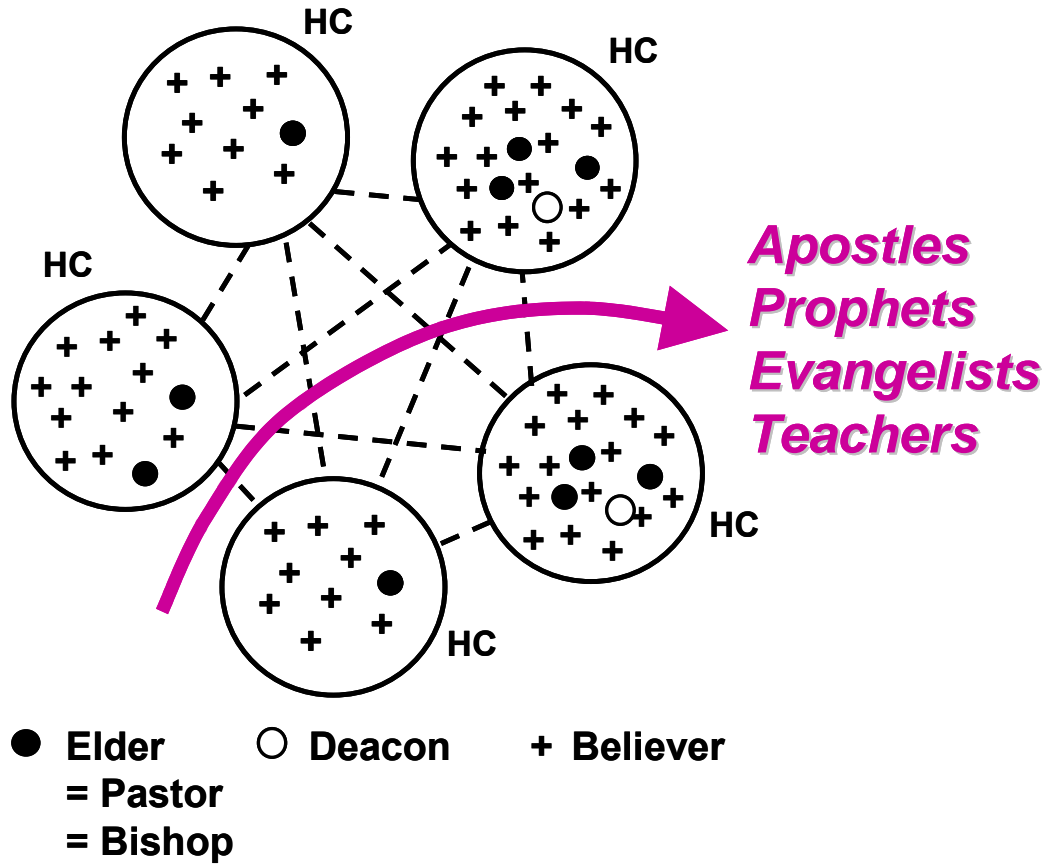 HC
HC
HC
Apostles
Prophets
Evangelists
Teachers
HC
HC
Elder
= Pastor
= Bishop
Deacon
Believer